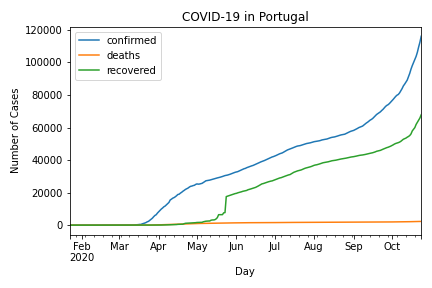 COVID-19 in Portugal
120000
100000
80000
60000
40000
20000
0
Number of Cases
confirmed
deaths
recovered
Feb Mar Apr May Jun Jul Aug Sep Oct
2020
Day